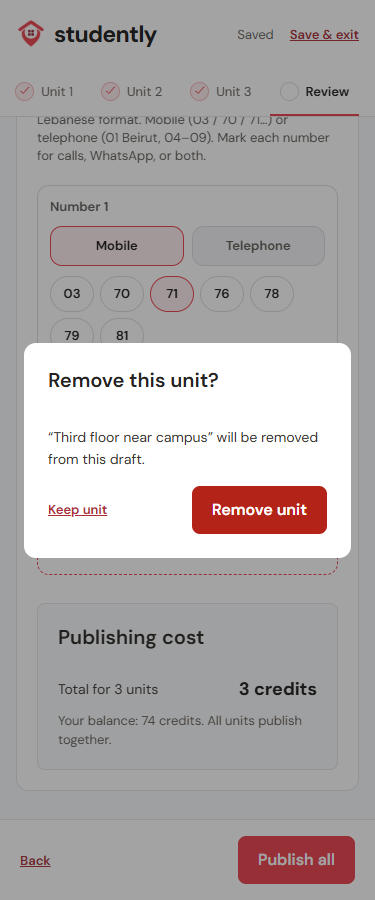 studently
Saved
Save & exit
Unit 1
Unit 2
Unit 3
Review
Lebanese format. Mobile (03 / 70 / 71…) or
telephone (01 Beirut, 04–09). Mark each number
for calls, WhatsApp, or both.
Number 1
Mobile
Telephone
03
70
71
76
78
79
81
Remove this unit?
“Third floor near campus” will be removed
from this draft.
Keep unit
Remove unit
Publishing cost
Total for 3 units
3 credits
Your balance: 74 credits. All units publish
together.
Back
Publish all